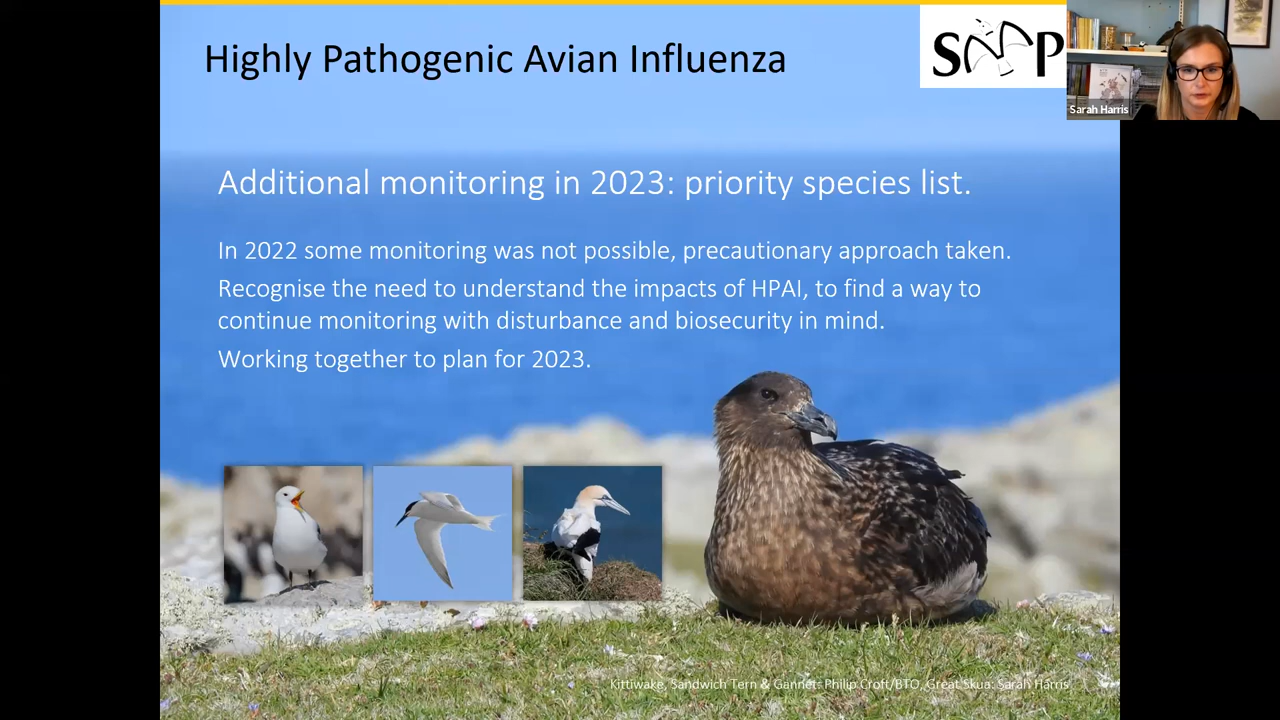 Highly Pathogenic Avian Influenza
SMP
Sarah Harris
Additional monitoring in 2023: priority species list.
In 2022 some monitoring was not possible, precautionary approach taken.
Recognise the need to understand the impacts of HPAI, to find a way to
continue monitoring with disturbance and biosecurity in mind.
Working together to plan for 2023.
Kittiwake, Sandwich Tern & Gannet: Philip Croft/BTO, Great Skua: Sarah Harris